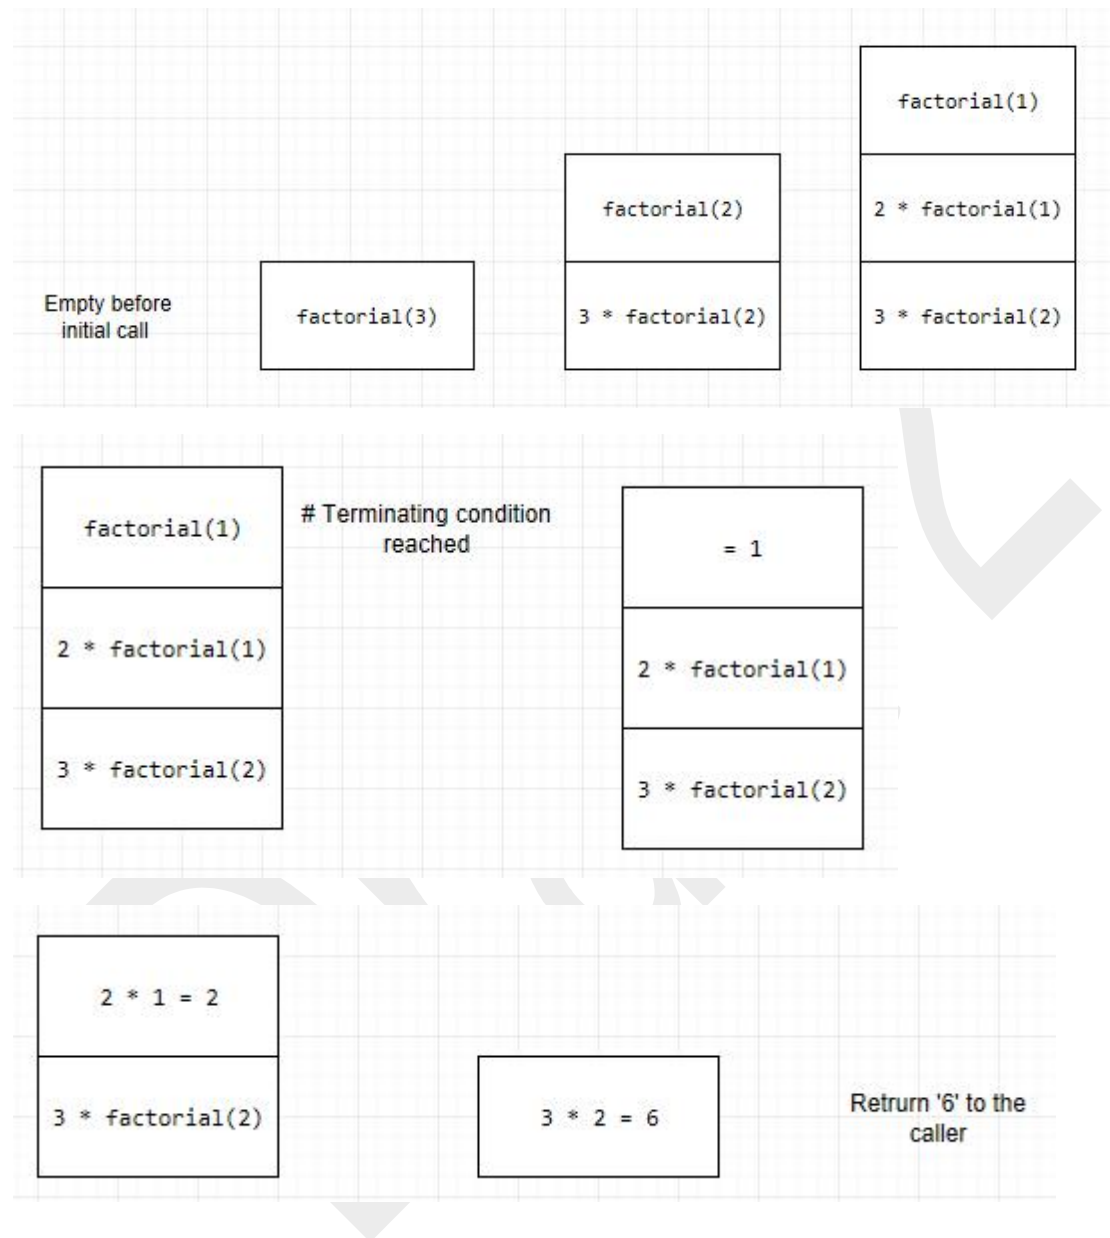 factorial(1)
factorial(2)
2 * factorial(1)
Empty before
initial call
factorial(3)
3 * factorial(2)
3 * factorial(2)
factorial(1)
# Terminating condition
reached
= 1
2 * factorial(1)
2 * factorial(1)
3 * factorial(2)
3 * factorial(2)
2 * 1 = 2
3 * factorial(2)
3 * 2 = 6
Retrurn '6' to the
caller